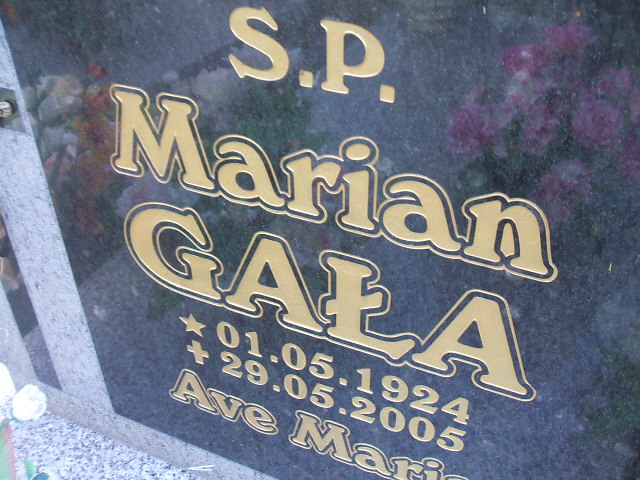 S.P.
Marian
GAŁA
★ 01.05.1924
+ 29.05.2005
Ave Maria